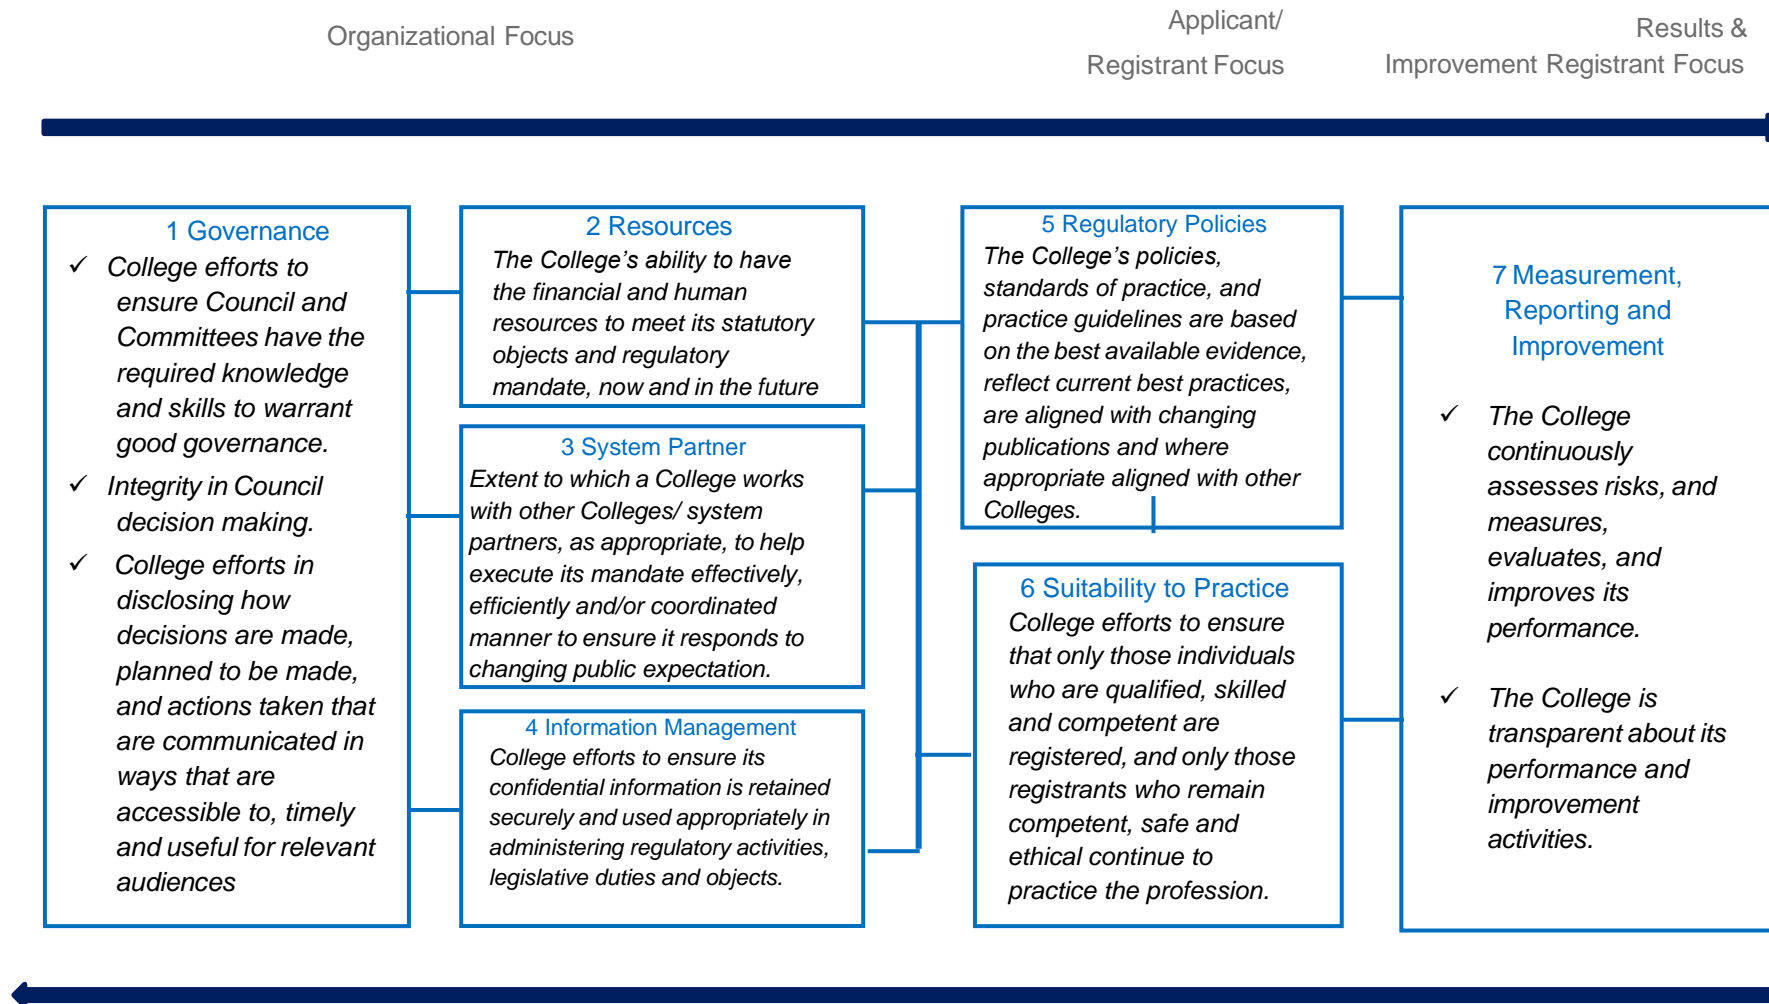 Organizational Focus
Applicant/
Registrant Focus
Results &
Improvement Registrant Focus
1 Governance
✓ College efforts to
ensure Council and
Committees have the
required knowledge
and skills to warrant
good governance.
✓ Integrity in Council
decision making.
✓ College efforts in
disclosing how
decisions are made,
planned to be made,
and actions taken that
are communicated in
ways that are
accessible to, timely
and useful for relevant
audiences
2 Resources
The College’s ability to have
the financial and human
resources to meet its statutory
objects and regulatory
mandate, now and in the future
3 System Partner
Extent to which a College works
with other Colleges/ system
partners, as appropriate, to help
execute its mandate effectively,
efficiently and/or coordinated
manner to ensure it responds to
changing public expectation.
4 Information Management
College efforts to ensure its
confidential information is retained
securely and used appropriately in
administering regulatory activities,
legislative duties and objects.
5 Regulatory Policies
The College’s policies,
standards of practice, and
practice guidelines are based
on the best available evidence,
reflect current best practices,
are aligned with changing
publications and where
appropriate aligned with other
Colleges.
6 Suitability to Practice
College efforts to ensure
that only those individuals
who are qualified, skilled
and competent are
registered, and only those
registrants who remain
competent, safe and
ethical continue to
practice the profession.
7 Measurement,
Reporting and
Improvement
✓ The College
continuously
assesses risks, and
measures,
evaluates, and
improves its
performance.
✓ The College is
transparent about its
performance and
improvement
activities.